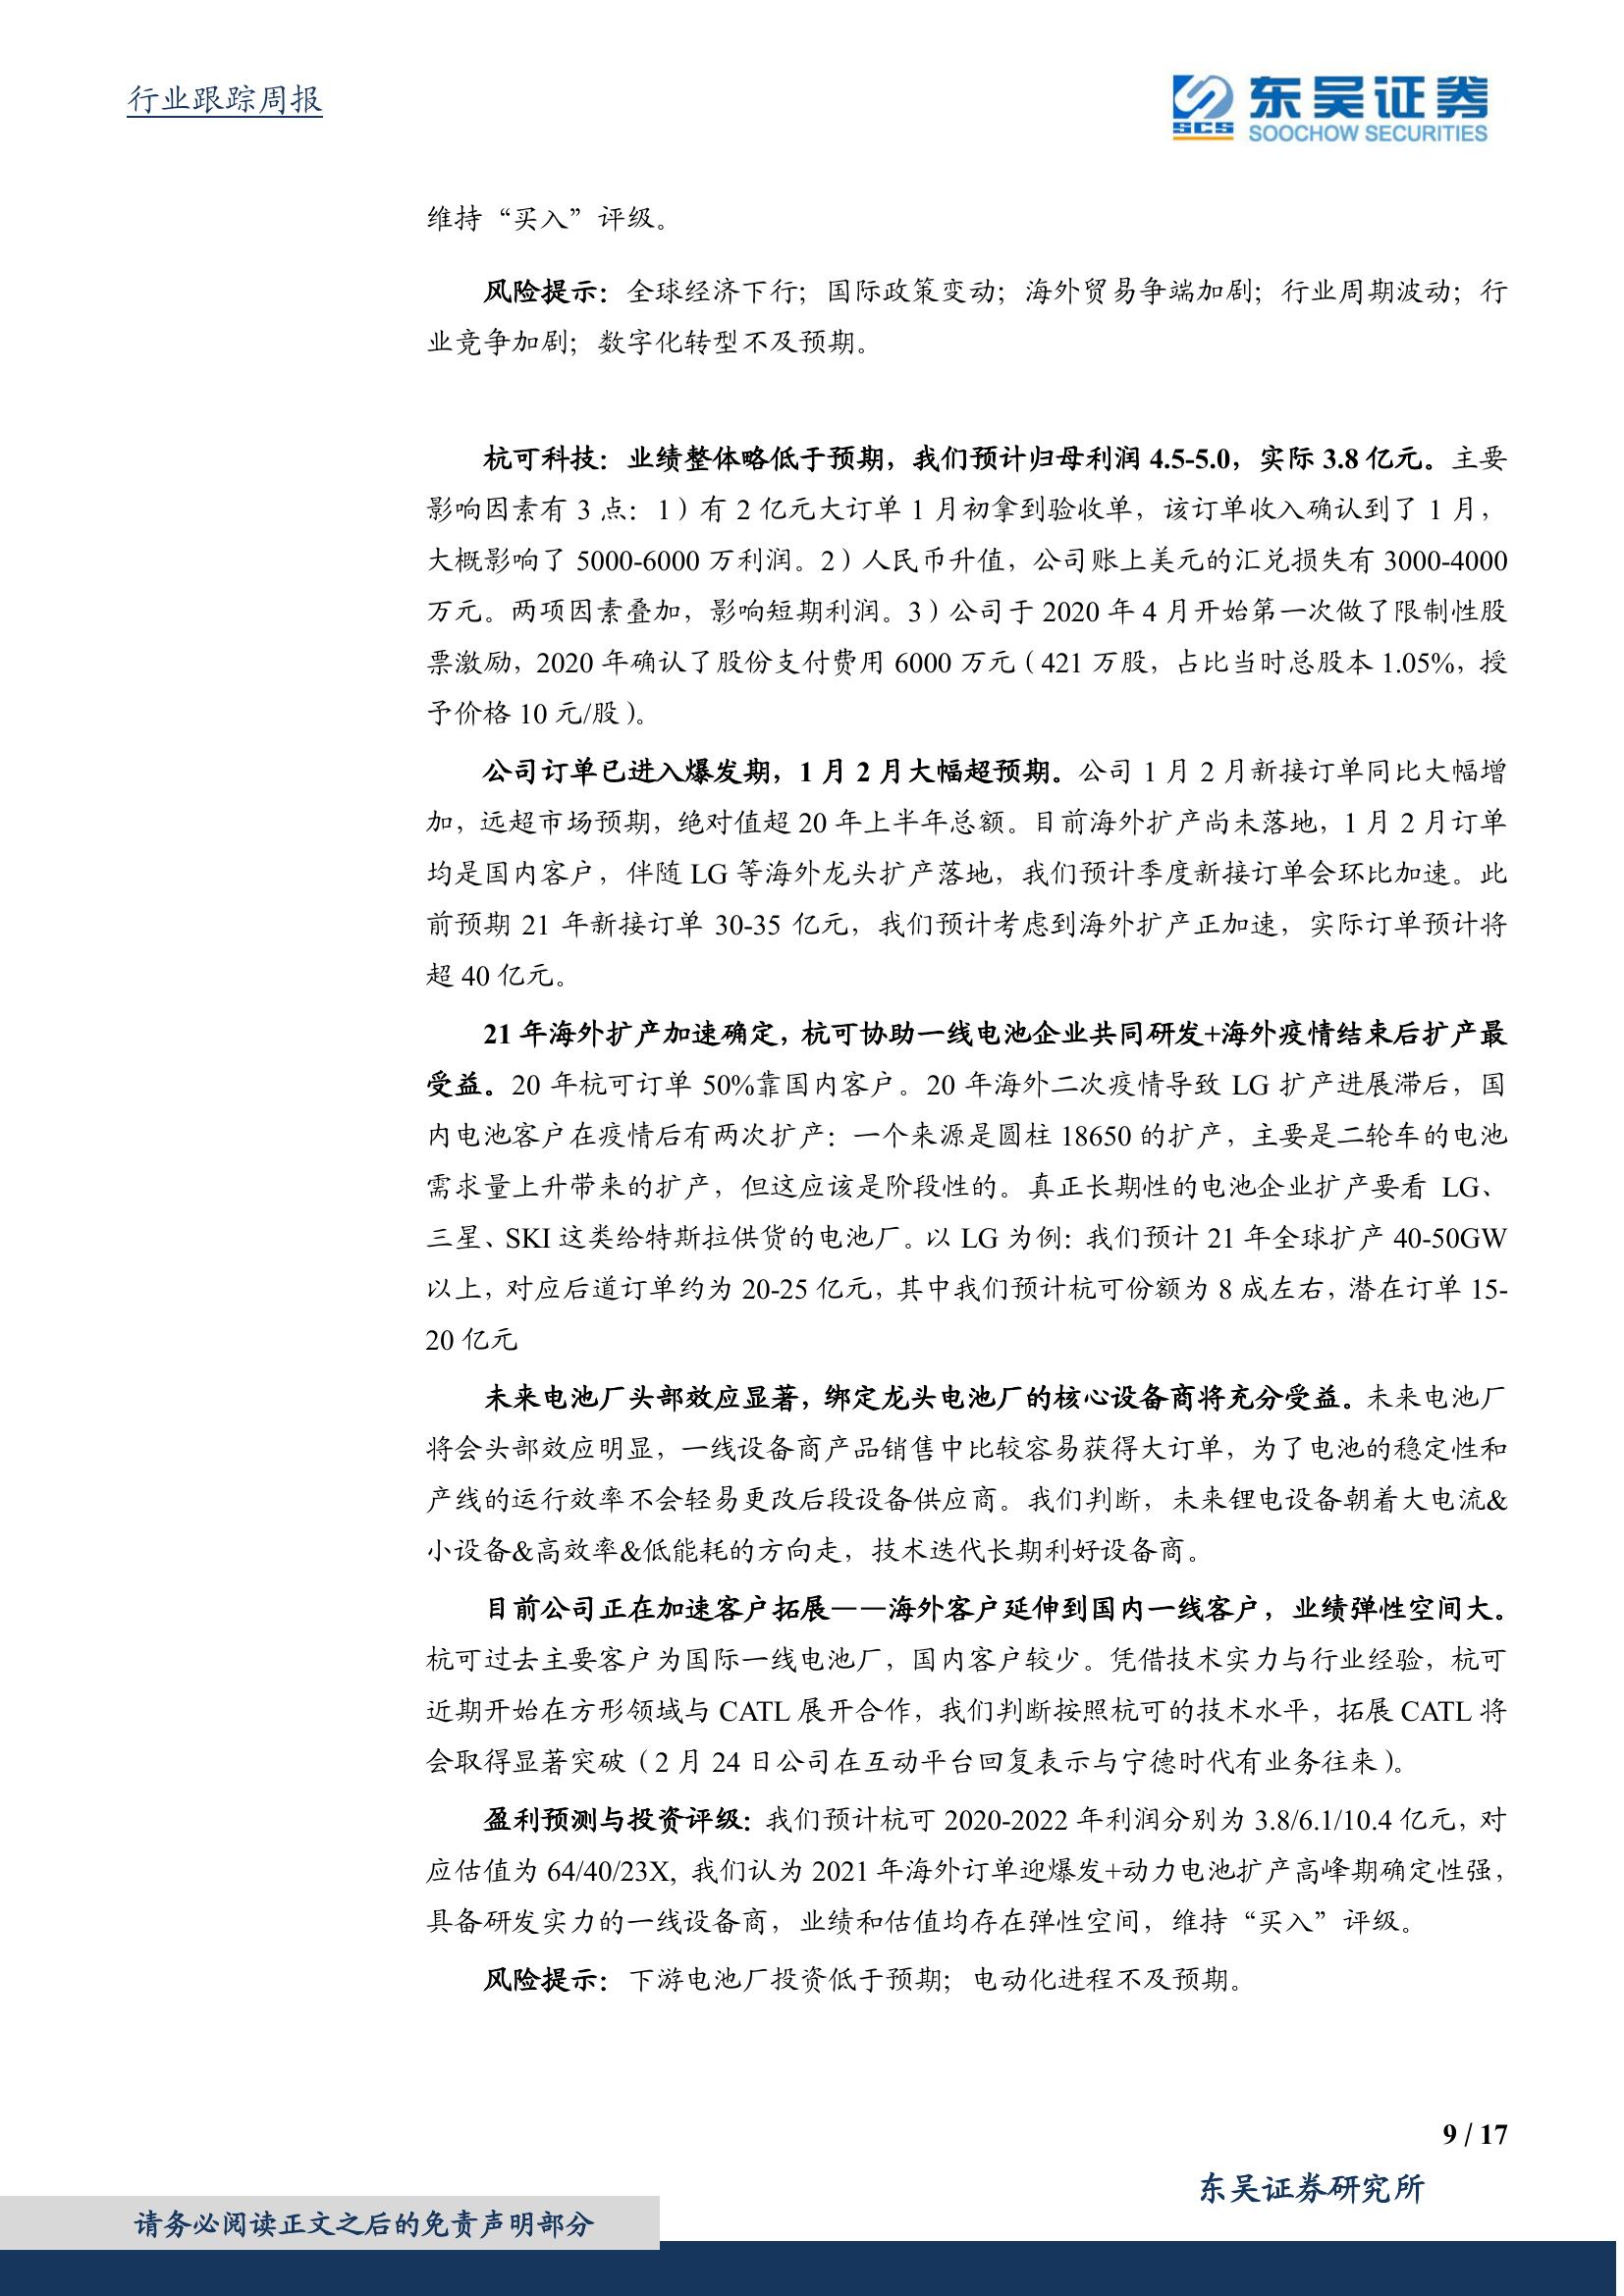 行业跟踪周报
SCS 东吴证券
SOOCHOW SECURITIES
维持“买入”评级。
风险提示：全球经济下行；国际政策变动；海外贸易争端加剧；行业周期波动；行
业竞争加剧；数字化转型不及预期。
杭可科技：业绩整体略低于预期，我们预计归母利润 4.5-5.0，实际 3.8 亿元。主要
影响因素有 3 点：1）有 2 亿元大订单 1 月初拿到验收单，该订单收入确认到了 1 月，
大概影响了 5000-6000 万利润。2）人民币升值，公司账上美元的汇兑损失有 3000-4000
万元。两项因素叠加，影响短期利润。3）公司于 2020 年 4 月开始第一次做了限制性股
票激励，2020 年确认了股份支付费用 6000 万元（421 万股，占比当时总股本 1.05%，授
予价格 10 元/股）。
公司订单已进入爆发期，1 月 2 月大幅超预期。公司 1 月 2 月新接订单同比大幅增
加，远超市场预期，绝对值超 20 年上半年总额。目前海外扩产尚未落地，1 月 2 月订单
均是国内客户，伴随 LG 等海外龙头扩产落地，我们预计季度新接订单会环比加速。此
前预期 21 年新接订单 30-35 亿元，我们预计考虑到海外扩产正加速，实际订单预计将
超 40 亿元。
21 年海外扩产加速确定，杭可协助一线电池企业共同研发+海外疫情结束后扩产最
受益。20 年杭可订单 50%靠国内客户。20 年海外二次疫情导致 LG 扩产进展滞后，国
内电池客户在疫情后有两次扩产：一个来源是圆柱 18650 的扩产，主要是二轮车的电池
需求量上升带来的扩产，但这应该是阶段性的。真正长期性的电池企业扩产要看 LG、
三星、SKI 这类给特斯拉供货的电池厂。以 LG 为例：我们预计 21 年全球扩产 40-50GW
以上，对应后道订单约为 20-25 亿元，其中我们预计杭可份额为 8 成左右，潜在订单 15-
20 亿元
未来电池厂头部效应显著，绑定龙头电池厂的核心设备商将充分受益。未来电池厂
将会头部效应明显，一线设备商产品销售中比较容易获得大订单，为了电池的稳定性和
产线的运行效率不会轻易更改后段设备供应商。我们判断，未来锂电设备朝着大电流&
小设备&高效率&低能耗的方向走，技术迭代长期利好设备商。
目前公司正在加速客户拓展——海外客户延伸到国内一线客户，业绩弹性空间大。
杭可过去主要客户为国际一线电池厂，国内客户较少。凭借技术实力与行业经验，杭可
近期开始在方形领域与 CATL 展开合作，我们判断按照杭可的技术水平，拓展 CATL 将
会取得显著突破（2 月 24 日公司在互动平台回复表示与宁德时代有业务往来）。
盈利预测与投资评级：我们预计杭可 2020-2022 年利润分别为 3.8/6.1/10.4 亿元，对
应估值为 64/40/23X, 我们认为 2021 年海外订单迎爆发+动力电池扩产高峰期确定性强，
具备研发实力的一线设备商，业绩和估值均存在弹性空间，维持“买入”评级。
风险提示：下游电池厂投资低于预期；电动化进程不及预期。
9 / 17
东吴证券研究所
请务必阅读正文之后的免责声明部分